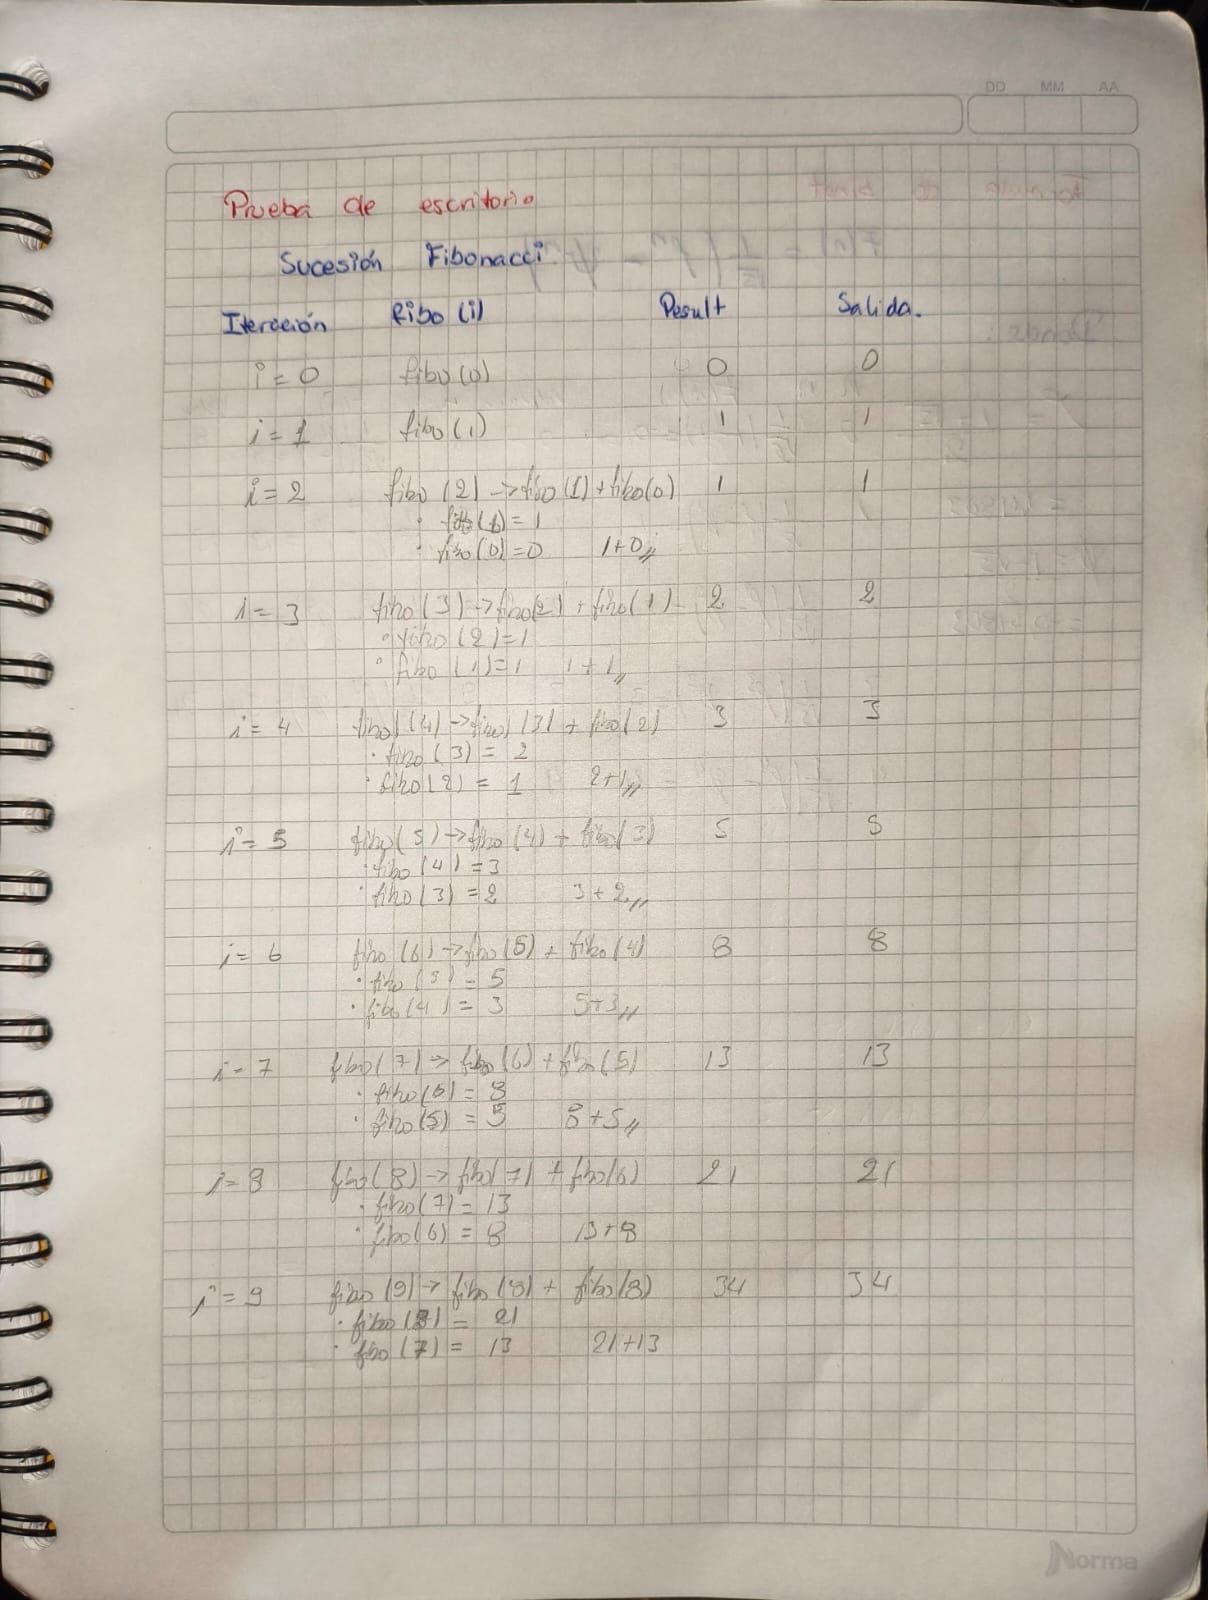 DD MM AA
Prueba de escritorio
Sucesión Fibonacci
Iteración Fibo (i) Result Salida.
i = 0 fibo (0) 0 0
i = 1 fibo (1) 1 1
i = 2 fibo (2) → fibo (1) + fibo(0) 1 1
· fibo (1) = 1
· fibo (0) = 0 1+0,,
i = 3 fibo (3) → fibo(2) + fibo(1) 2 2
· fibo (2) = 1
· fibo (1) = 1 1+1,,
i = 4 fibo (4) → fibo (3) + fibo(2) 3 3
· fibo (3) = 2
· fibo (2) = 1 2+1,,
i = 5 fibo (5) → fibo (4) + fibo (3) 5 5
· fibo (4) = 3
· fibo (3) = 2 3+2,,
i = 6 fibo (6) → fibo (5) + fibo (4) 8 8
· fibo (5) = 5
· fibo (4) = 3 5+3,,
i = 7 fibo (7) → fibo (6) + fibo (5) 13 13
· fibo (6) = 8
· fibo (5) = 5 8+5,,
i = 8 fibo (8) → fibo (7) + fibo (6) 21 21
· fibo (7) = 13
· fibo (6) = 8 13+8
i = 9 fibo (9) → fibo (8) + fibo (8) 34 34
· fibo (8) = 21
· fibo (7) = 13 21+13
Norma